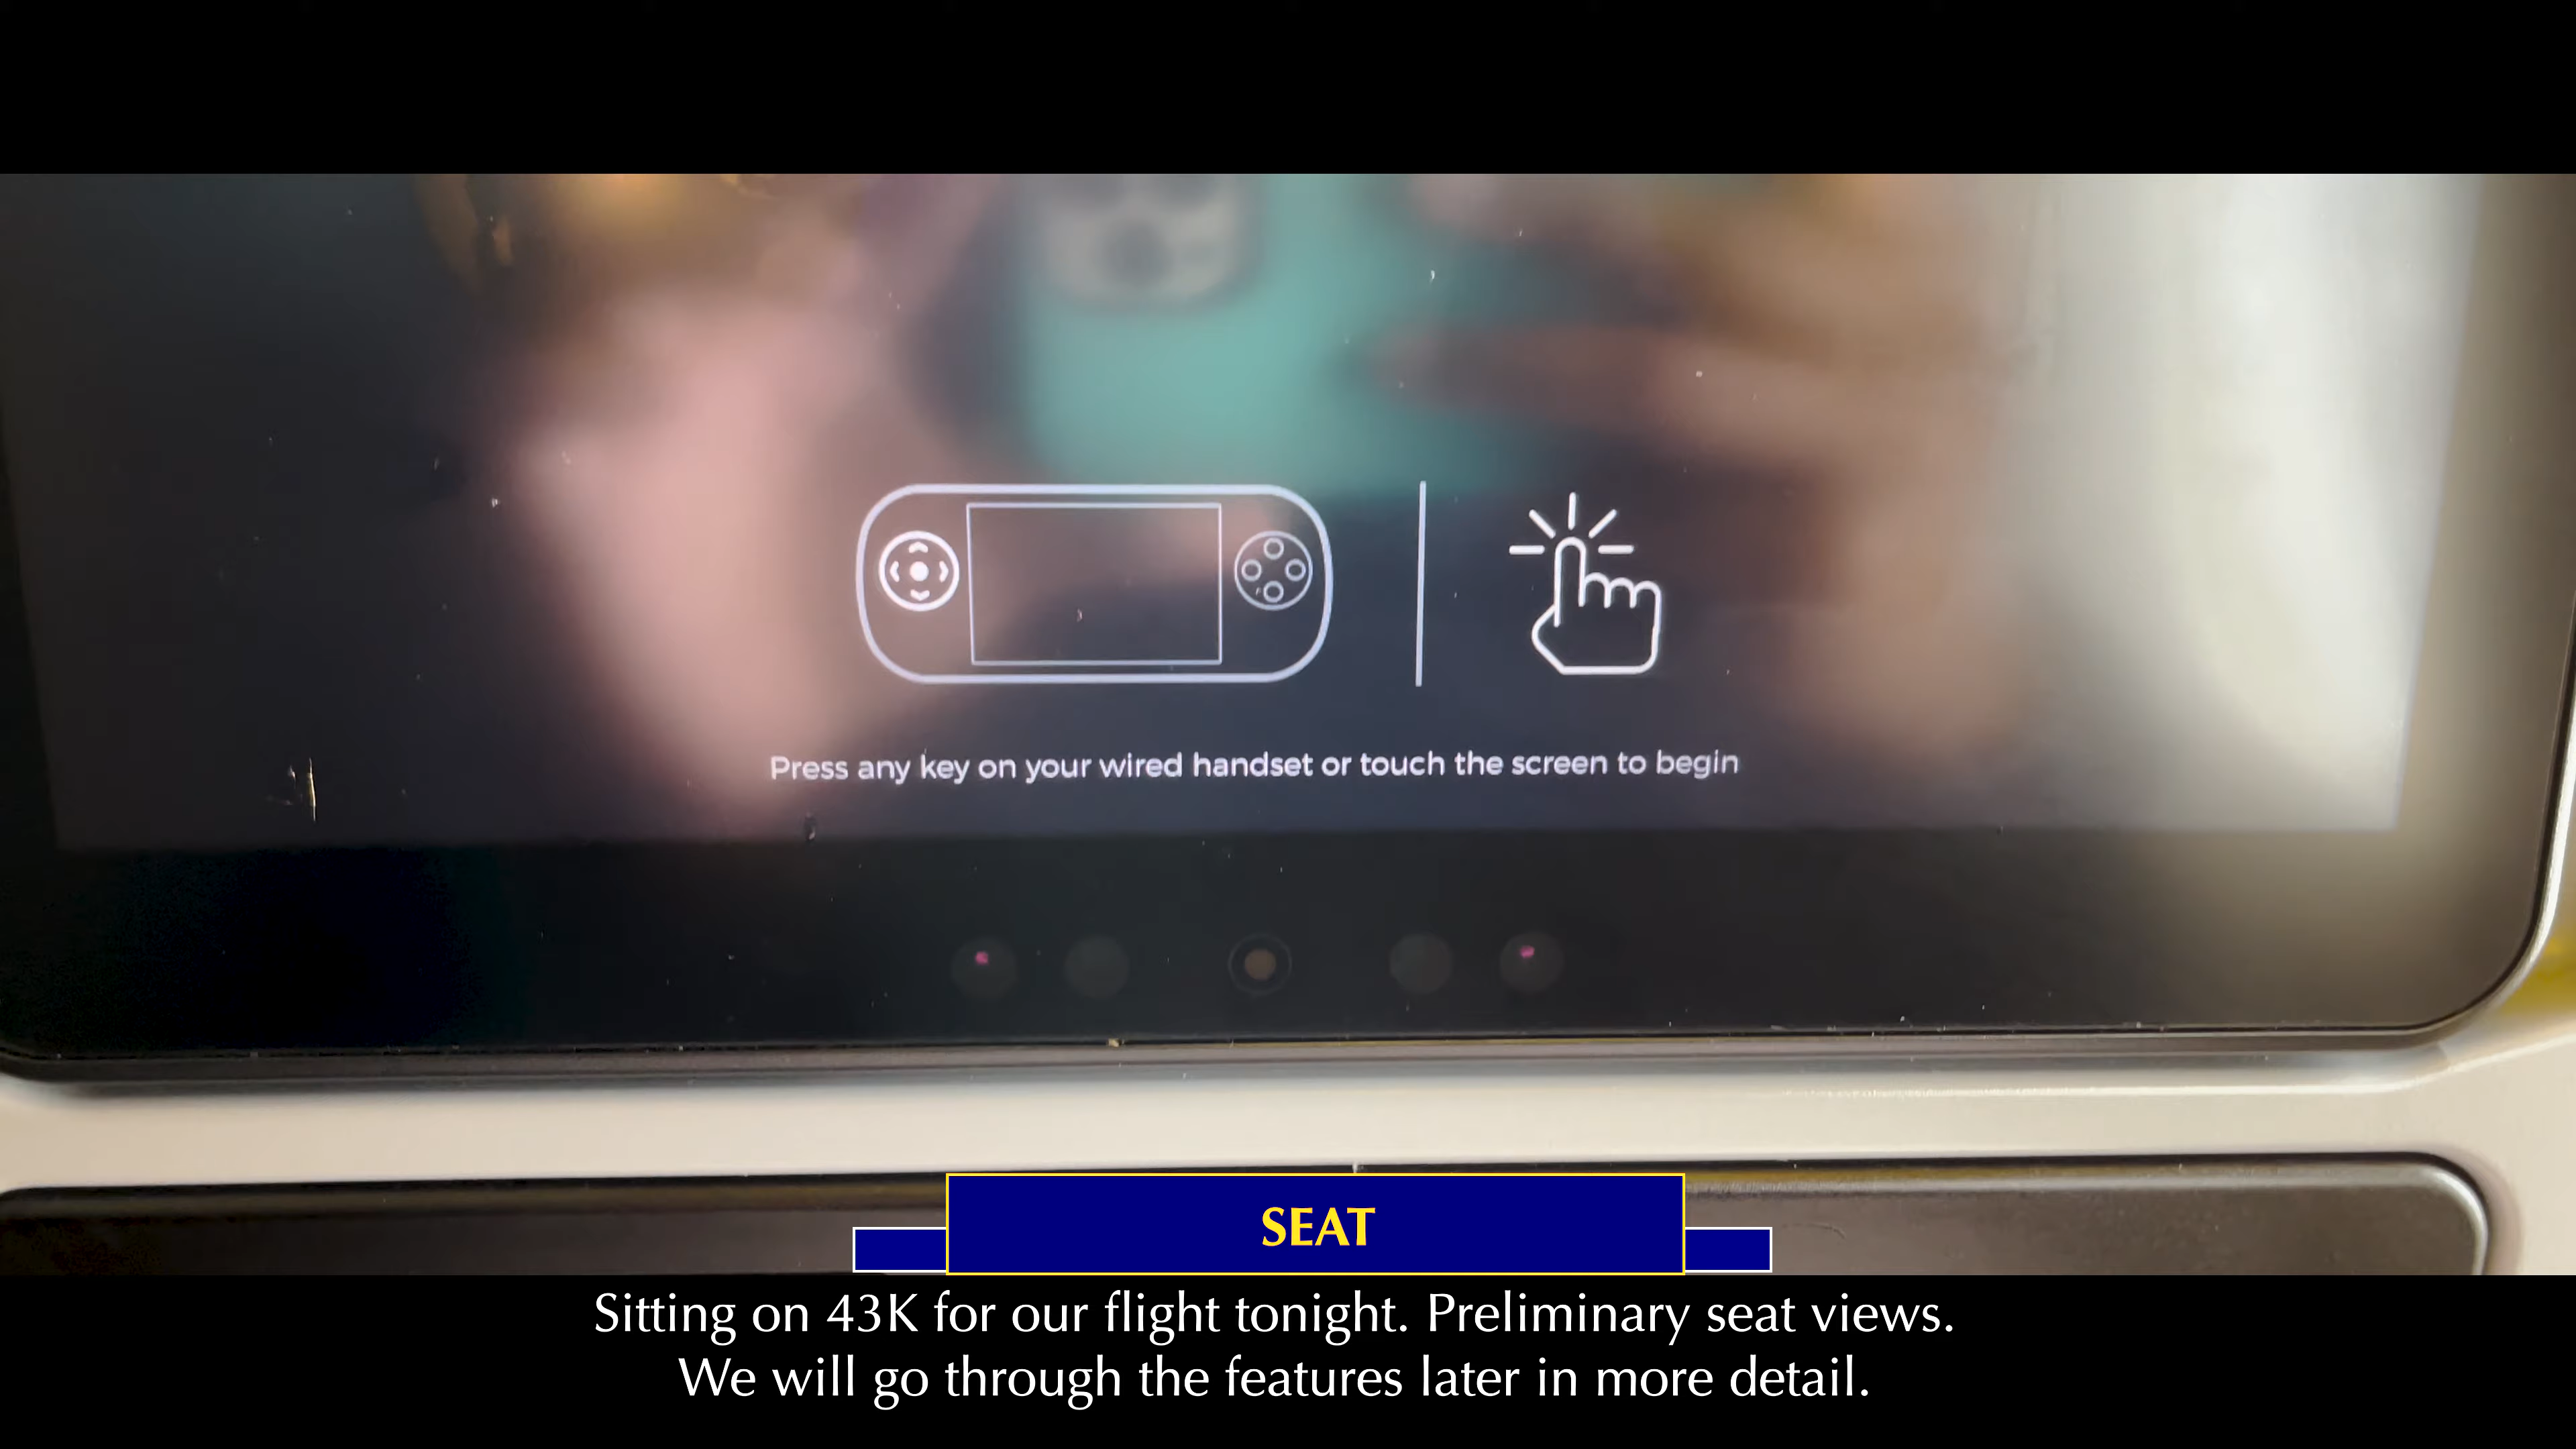 Press any key on your wired handset or touch the screen to begin
SEAT
Sitting on 43K for our flight tonight. Preliminary seat views.
We will go through the features later in more detail.